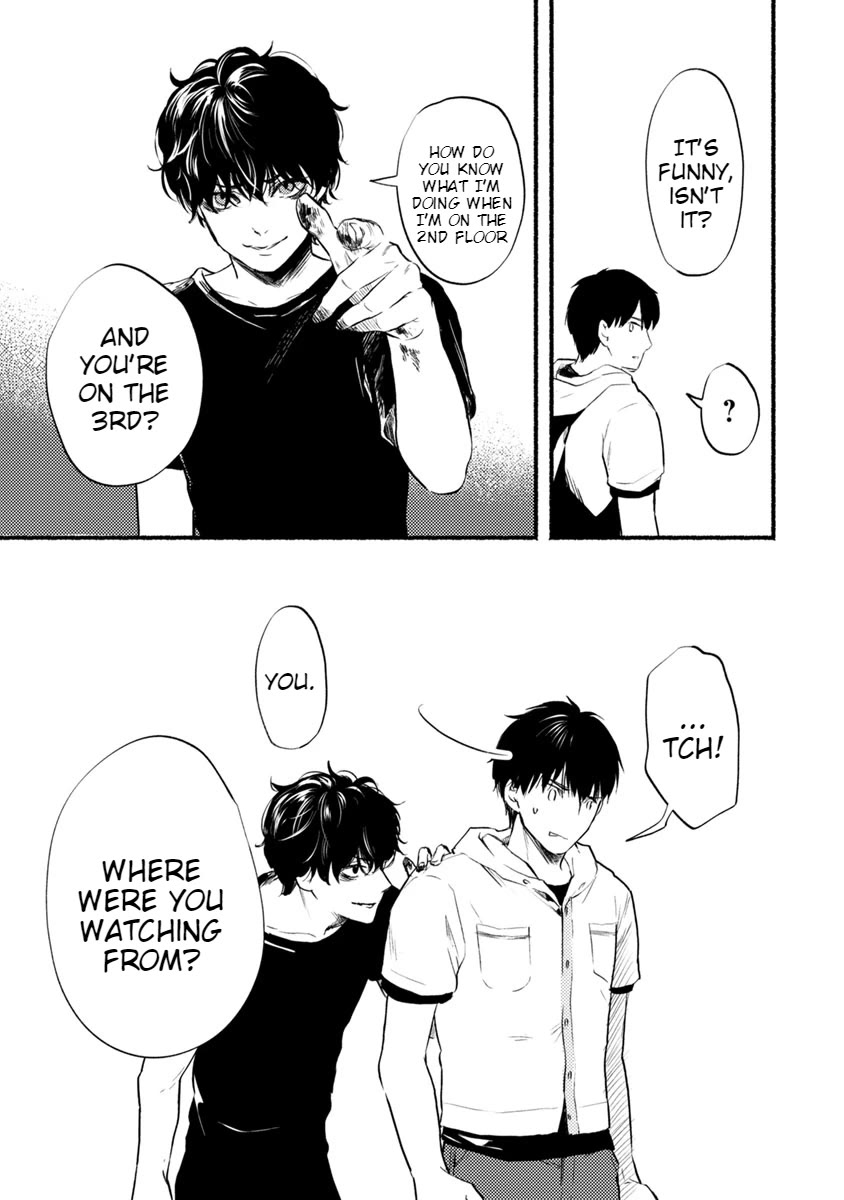 IT'S
FUNNY,
ISN'T
IT?
?
HOW DO
YOU KNOW
WHAT I'M
DOING WHEN
I'M ON THE
2ND FLOOR
AND
YOU'RE
ON THE
3RD?
...
TCH!
YOU.
WHERE
WERE YOU
WATCHING
FROM?